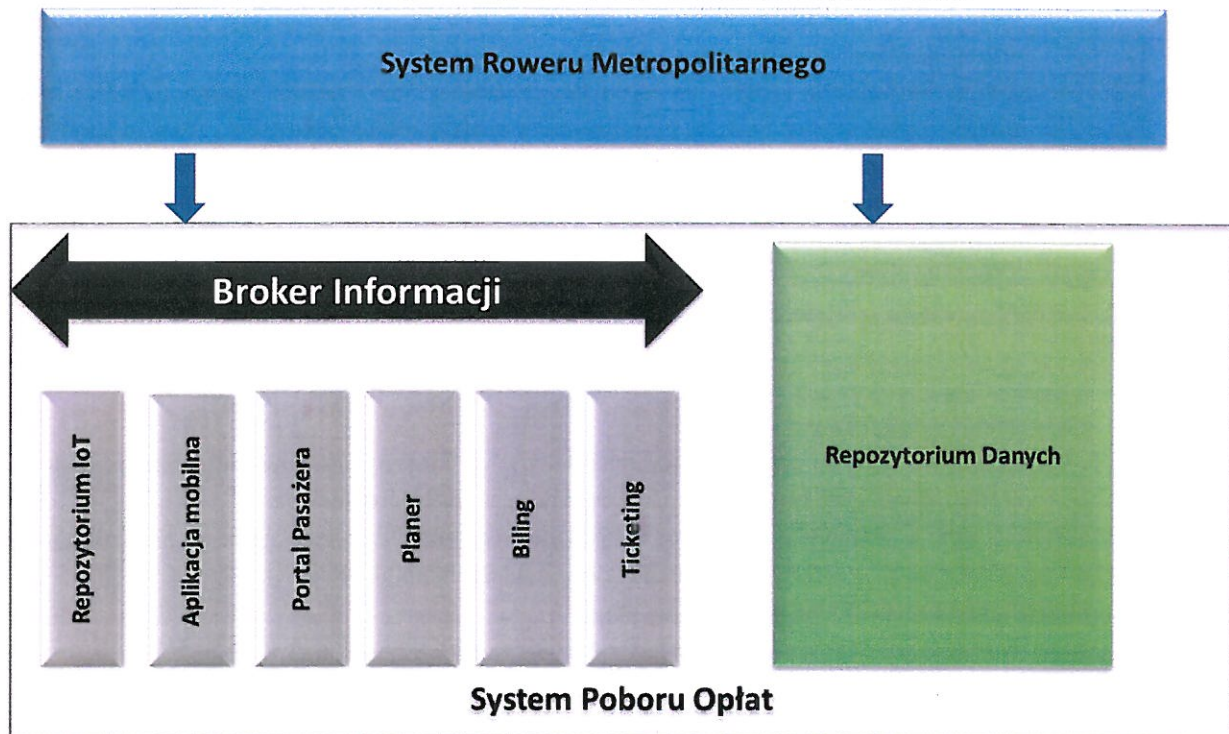 System Roweru Metropolitarnego
Broker Informacji
Repozytorium IoT
Aplikacja mobilna
Portal Pasażera
Planer
Biling
Ticketing
Repozytorium Danych
System Poboru Opłat